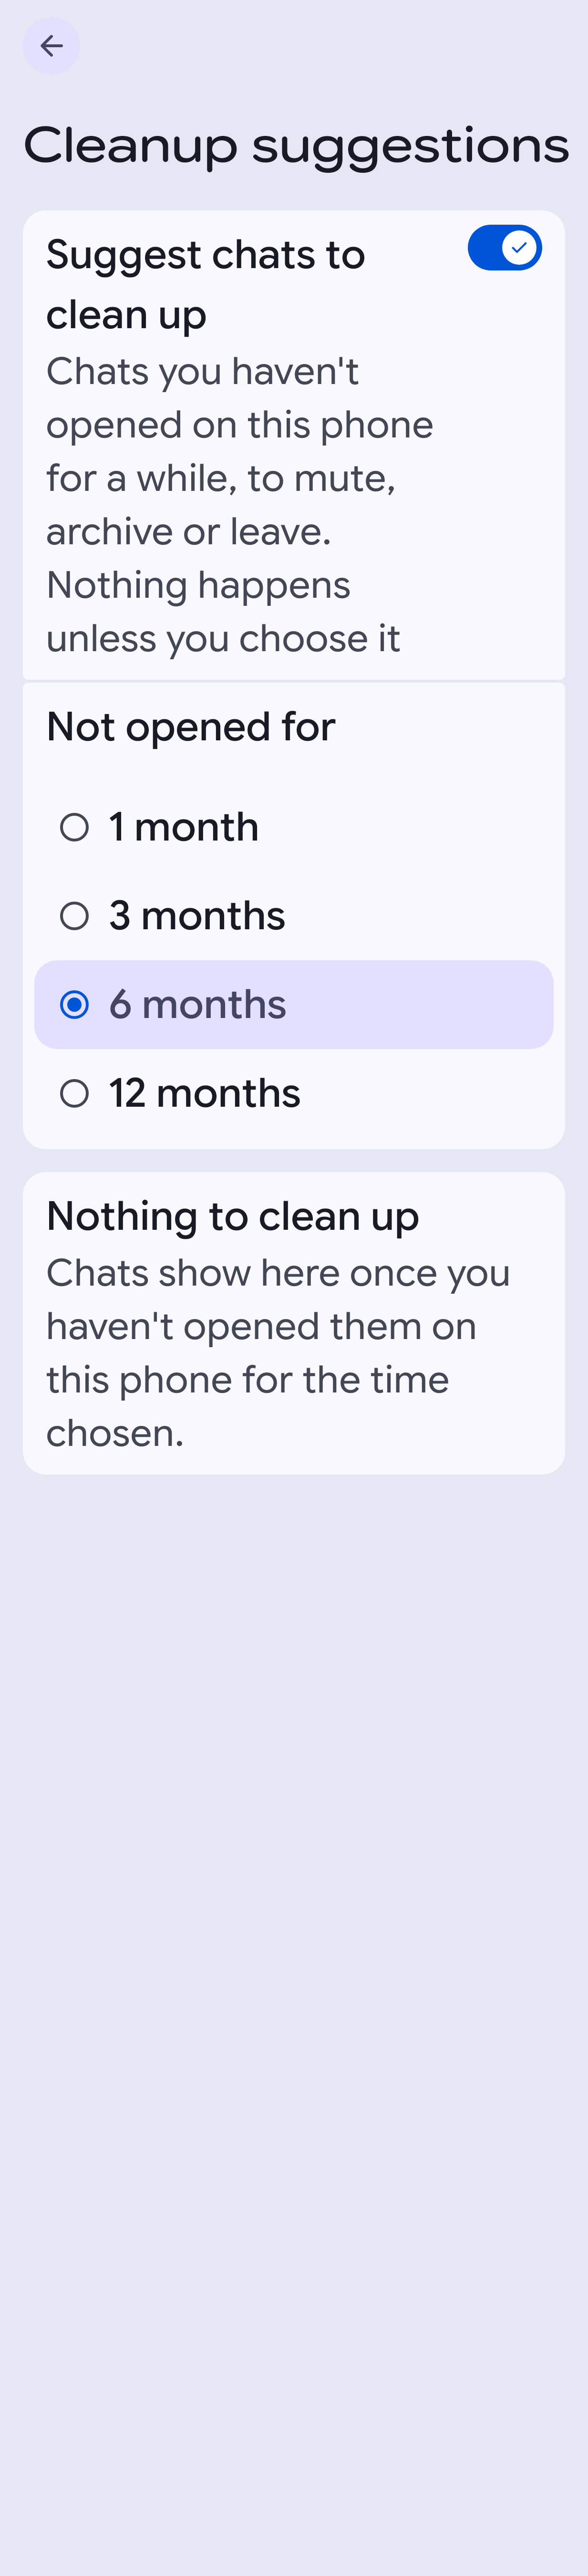 Cleanup suggestions
Suggest chats to
clean up
Chats you haven't
opened on this phone
for a while, to mute,
archive or leave.
Nothing happens
unless you choose it
Not opened for
1 month
3 months
6 months
12 months
Nothing to clean up
Chats show here once you
haven't opened them on
this phone for the time
chosen.